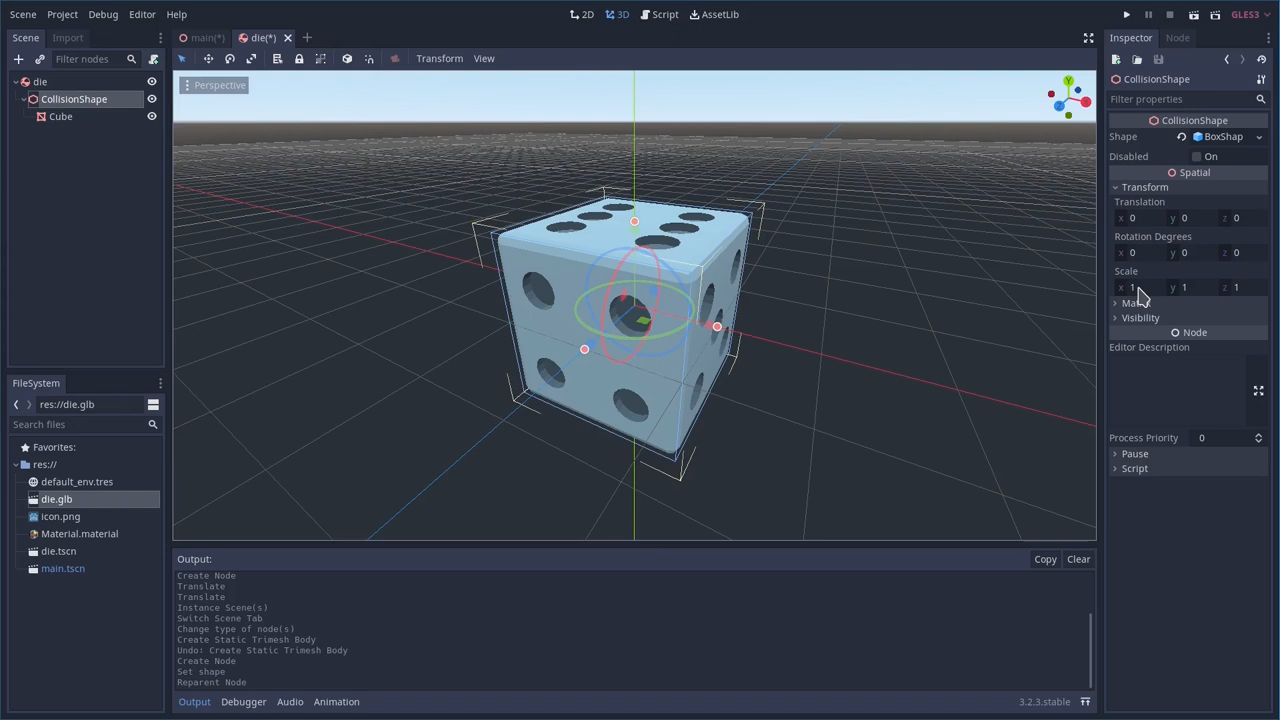 Scene Project Debug Editor Help
2D 3D Script AssetLib
GLES3
Scene Import
main(*) die(*)
Inspector Node
Filter nodes
Transform View
die
CollisionShape
Cube
Perspective
Y
X
Z
CollisionShape
Filter properties
CollisionShape
Shape BoxShap
Disabled On
Spatial
Transform
Translation
x 0 y 0 z 0
Rotation Degrees
x 0 y 0 z 0
Scale
x 1 y 1 z 1
Visibility
Node
Editor Description
Process Priority 0
Pause
Script
FileSystem
res://die.glb
Search files
Favorites:
res://
default_env.tres
die.glb
icon.png
Material.material
die.tscn
main.tscn
Output: Copy Clear
Create Node
Translate
Translate
Instance Scene(s)
Switch Scene Tab
Change type of node(s)
Create Static Trimesh Body
Undo: Create Static Trimesh Body
Create Node
Set shape
Reparent Node
Output Debugger Audio Animation
3.2.3.stable